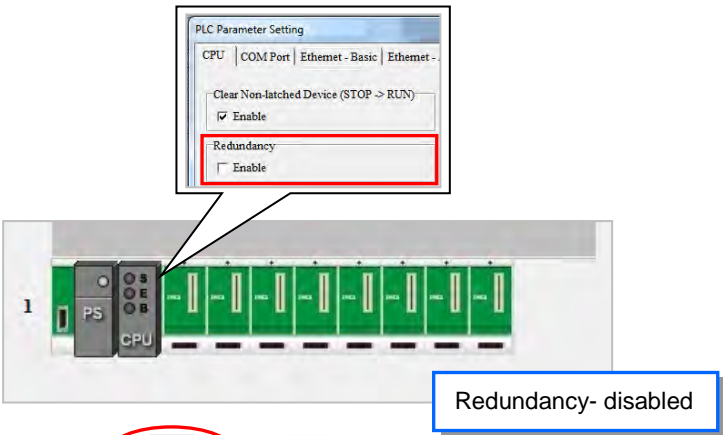 PLC Parameter Setting
CPU COM Port Ethernet - Basic Ethernet -
Clear Non-latched Device (STOP -> RUN)
Enable
Redundancy
Enable
1
PS
S
E
B
CPU
Redundancy- disabled